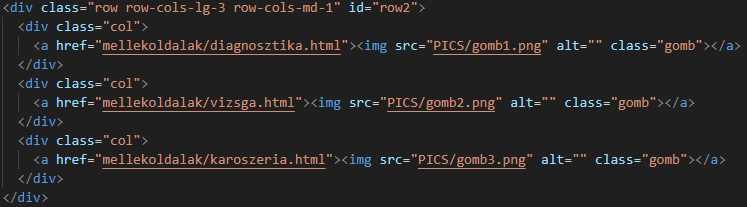 <div class="row row-cols-lg-3 row-cols-md-1" id="row2">
<div class="col">
<a href="mellekoldalak/diagnosztika.html"><img src="PICS/gomb1.png" alt="" class="gomb"></a>
</div>
<div class="col">
<a href="mellekoldalak/vizsga.html"><img src="PICS/gomb2.png" alt="" class="gomb"></a>
</div>
<div class="col">
<a href="mellekoldalak/karoszeria.html"><img src="PICS/gomb3.png" alt="" class="gomb"></a>
</div>
</div>